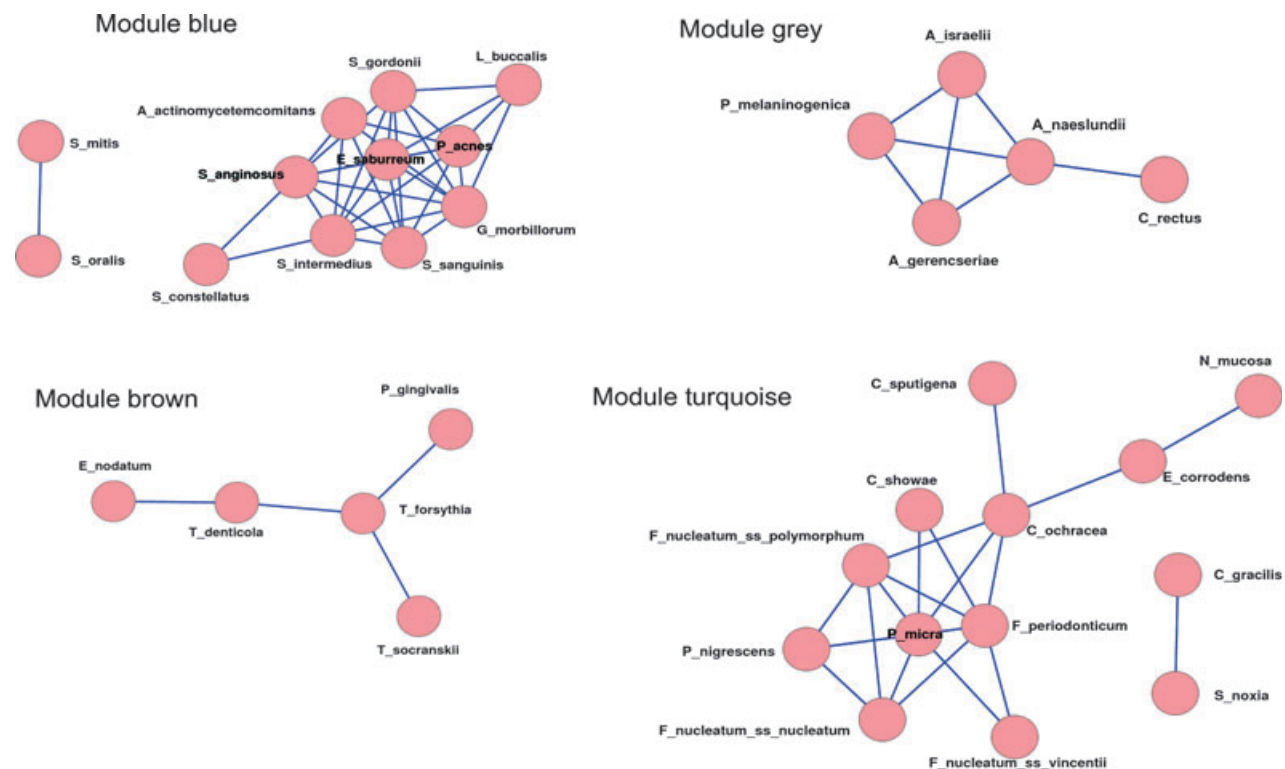 Module blue
S_gordonii
L_buccalis
A_actinomycetemcomitans
S_mitis
E_saburreum
P_acnes
S_anginosus
G_morbillorum
S_oralis
S_intermedius
S_sanguinis
S_constellatus
Module grey
A_israelii
P_melaninogenica
A_naeslundii
C_rectus
A_gerencseriae
Module brown
P_gingivalis
E_nodatum
T_forsythia
T_denticola
T_socranskii
Module turquoise
N_mucosa
C_sputigena
C_showae
E_corrodens
C_ochracea
F_nucleatum_ss_polymorphum
C_gracilis
P_micra
F_periodonticum
P_nigrescens
S_noxia
F_nucleatum_ss_nucleatum
F_nucleatum_ss_vincentii